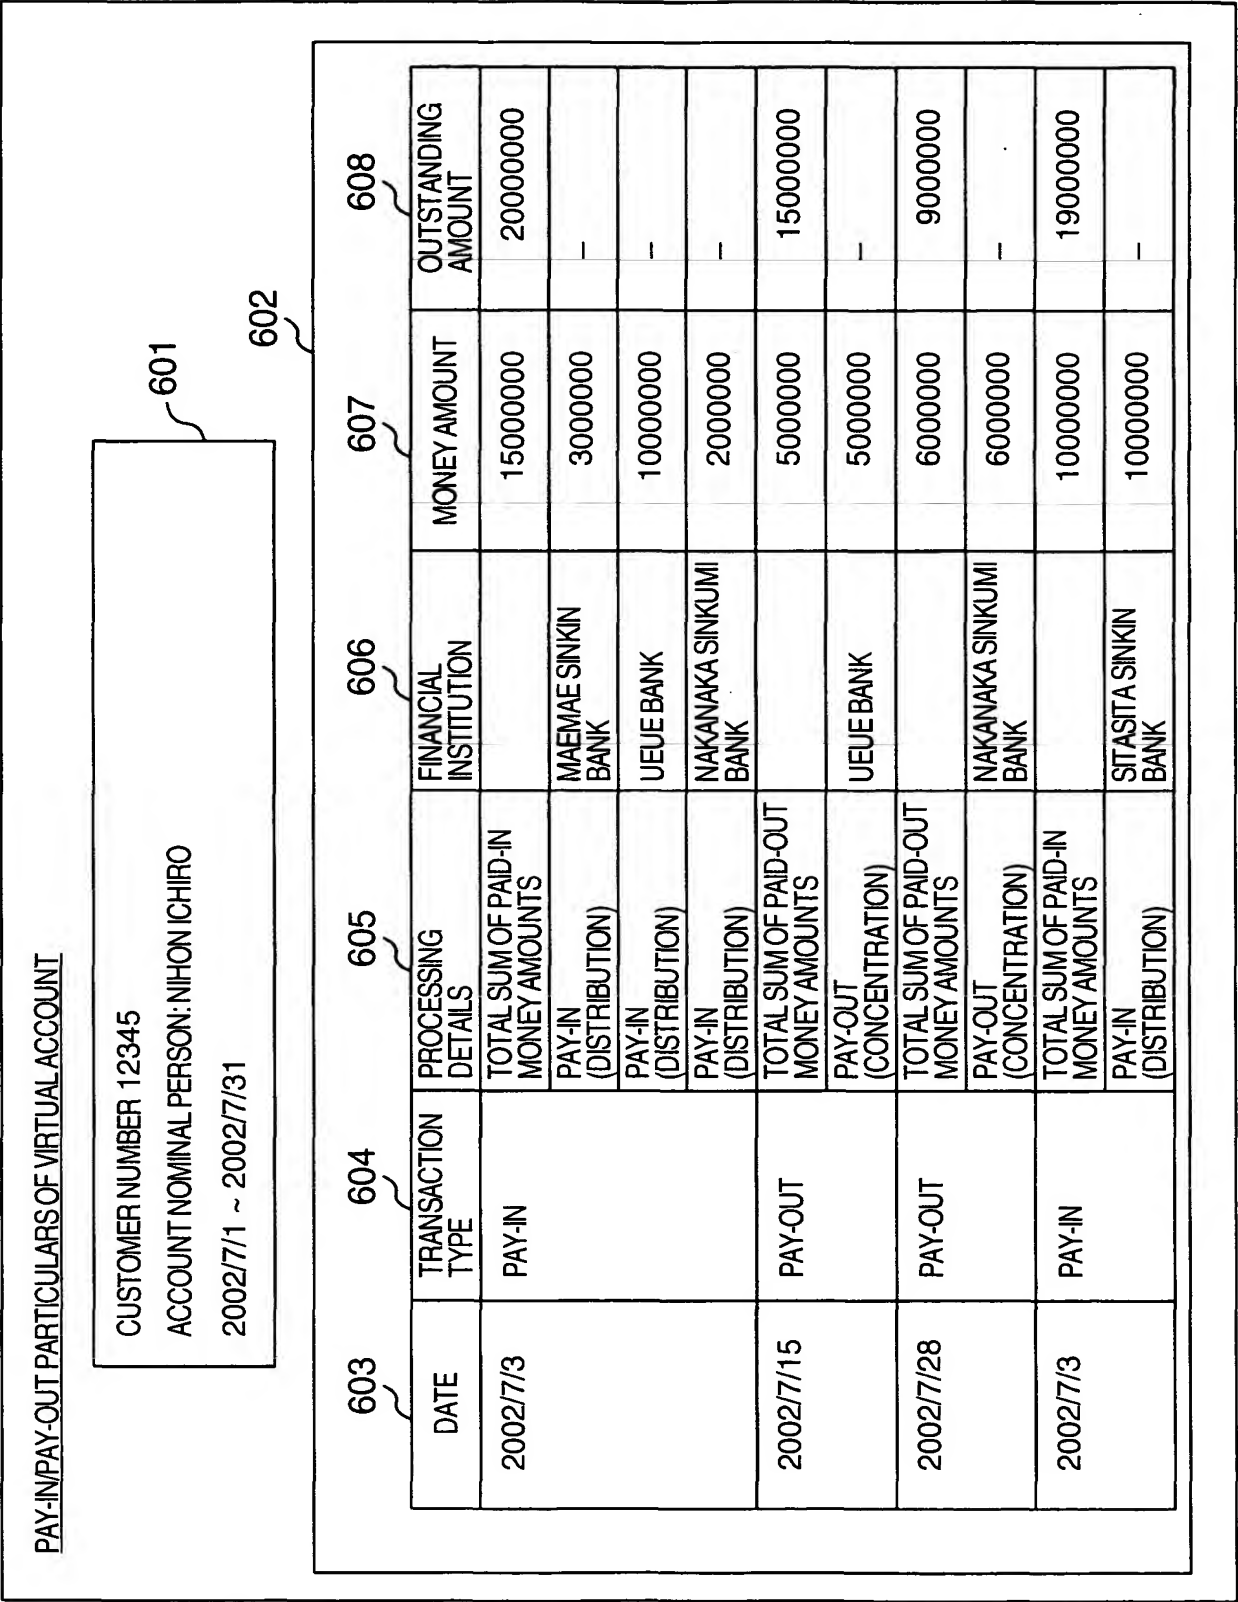 PAY-IN/PAY-OUT PARTICULARS OF VIRTUAL ACCOUNT
CUSTOMER NUMBER 12345
ACCOUNT NOMINAL PERSON: NIHON ICHIRO
2002/7/1 ~ 2002/7/31
601
602
603 604 605 606 607 608
DATE TRANSACTION TYPE PROCESSING DETAILS FINANCIAL INSTITUTION MONEY AMOUNT OUTSTANDING AMOUNT
2002/7/3 PAY-IN TOTAL SUM OF PAID-IN MONEY AMOUNTS 15000000 20000000
PAY-IN (DISTRIBUTION) MAEMAE SINKIN BANK 3000000 –
PAY-IN (DISTRIBUTION) UEUE BANK 10000000 –
PAY-IN (DISTRIBUTION) NAKANAKA SINKUMI BANK 2000000 –
2002/7/15 PAY-OUT TOTAL SUM OF PAID-OUT MONEY AMOUNTS 5000000 15000000
PAY-OUT (CONCENTRATION) UEUE BANK 5000000 –
2002/7/28 PAY-OUT TOTAL SUM OF PAID-OUT MONEY AMOUNTS 6000000 9000000
PAY-OUT (CONCENTRATION) NAKANAKA SINKUMI BANK 6000000 –
2002/7/3 PAY-IN TOTAL SUM OF PAID-IN MONEY AMOUNTS 10000000 19000000
PAY-IN (DISTRIBUTION) SITASITA SINKIN BANK 10000000 –